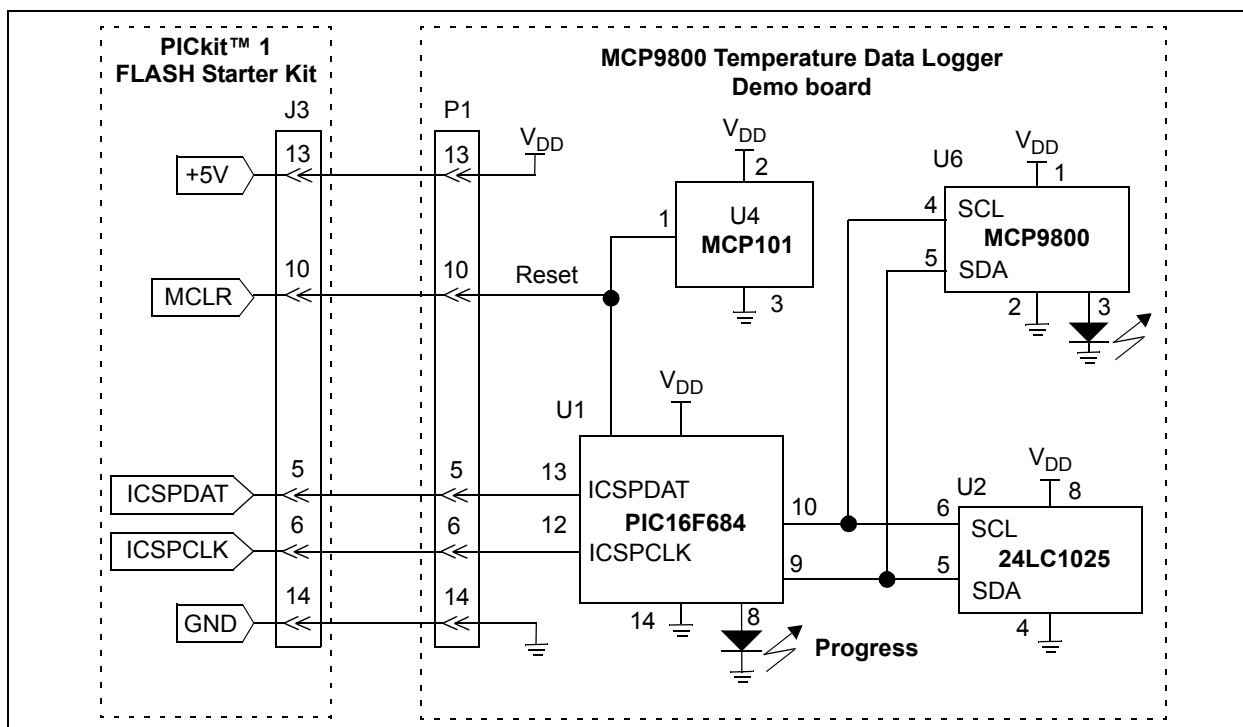 PICkit™ 1
FLASH Starter Kit
MCP9800 Temperature Data Logger
Demo board
J3
P1
+5V
13
13
VDD
MCLR
10
10
Reset
VDD
2
1
U4
MCP101
3
U6
VDD
1
4
SCL
MCP9800
5
SDA
2
3
U1
VDD
ICSPDAT
5
5
13
ICSPDAT
PIC16F684
ICSPCLK
6
6
12
ICSPCLK
10
9
GND
14
14
14
8
Progress
U2
VDD
8
6
SCL
24LC1025
5
SDA
4